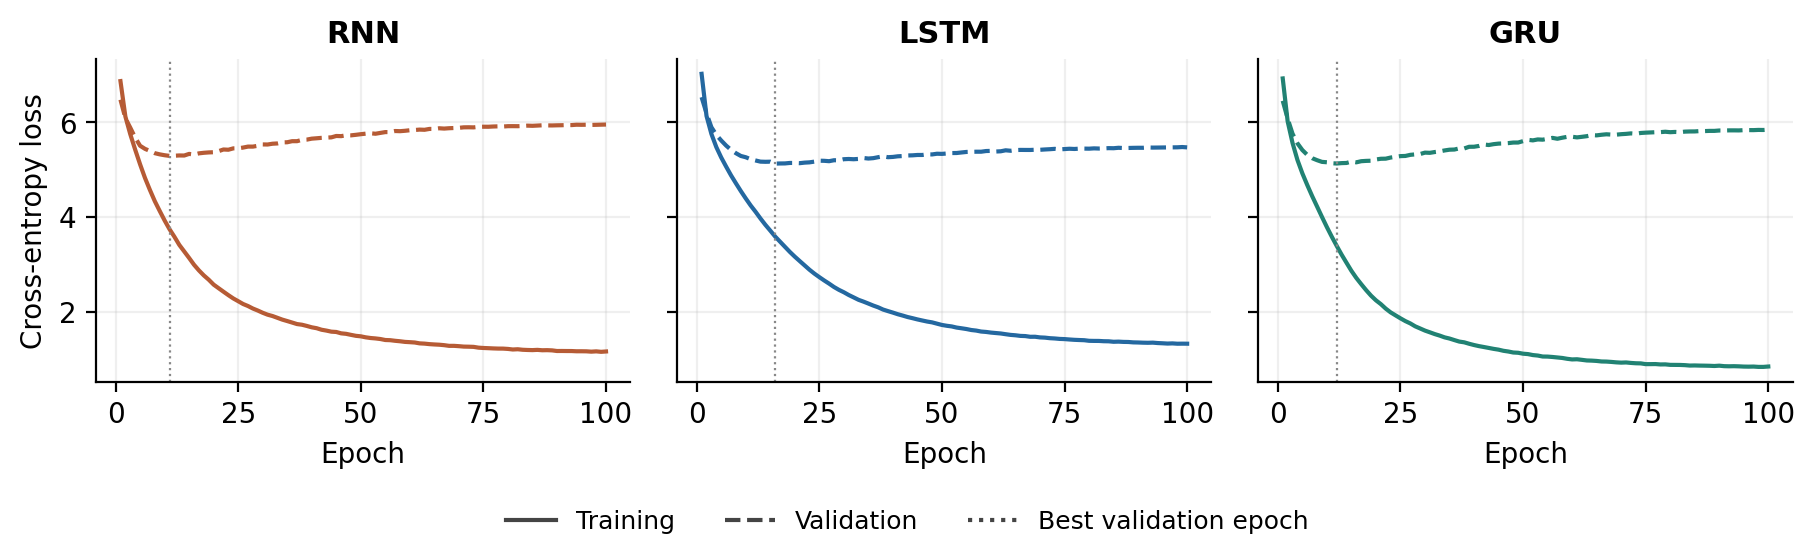 RNN
LSTM
GRU
Cross-entropy loss
6
4
2
0 25 50 75 100
0 25 50 75 100
0 25 50 75 100
Epoch
Epoch
Epoch
Training Validation Best validation epoch